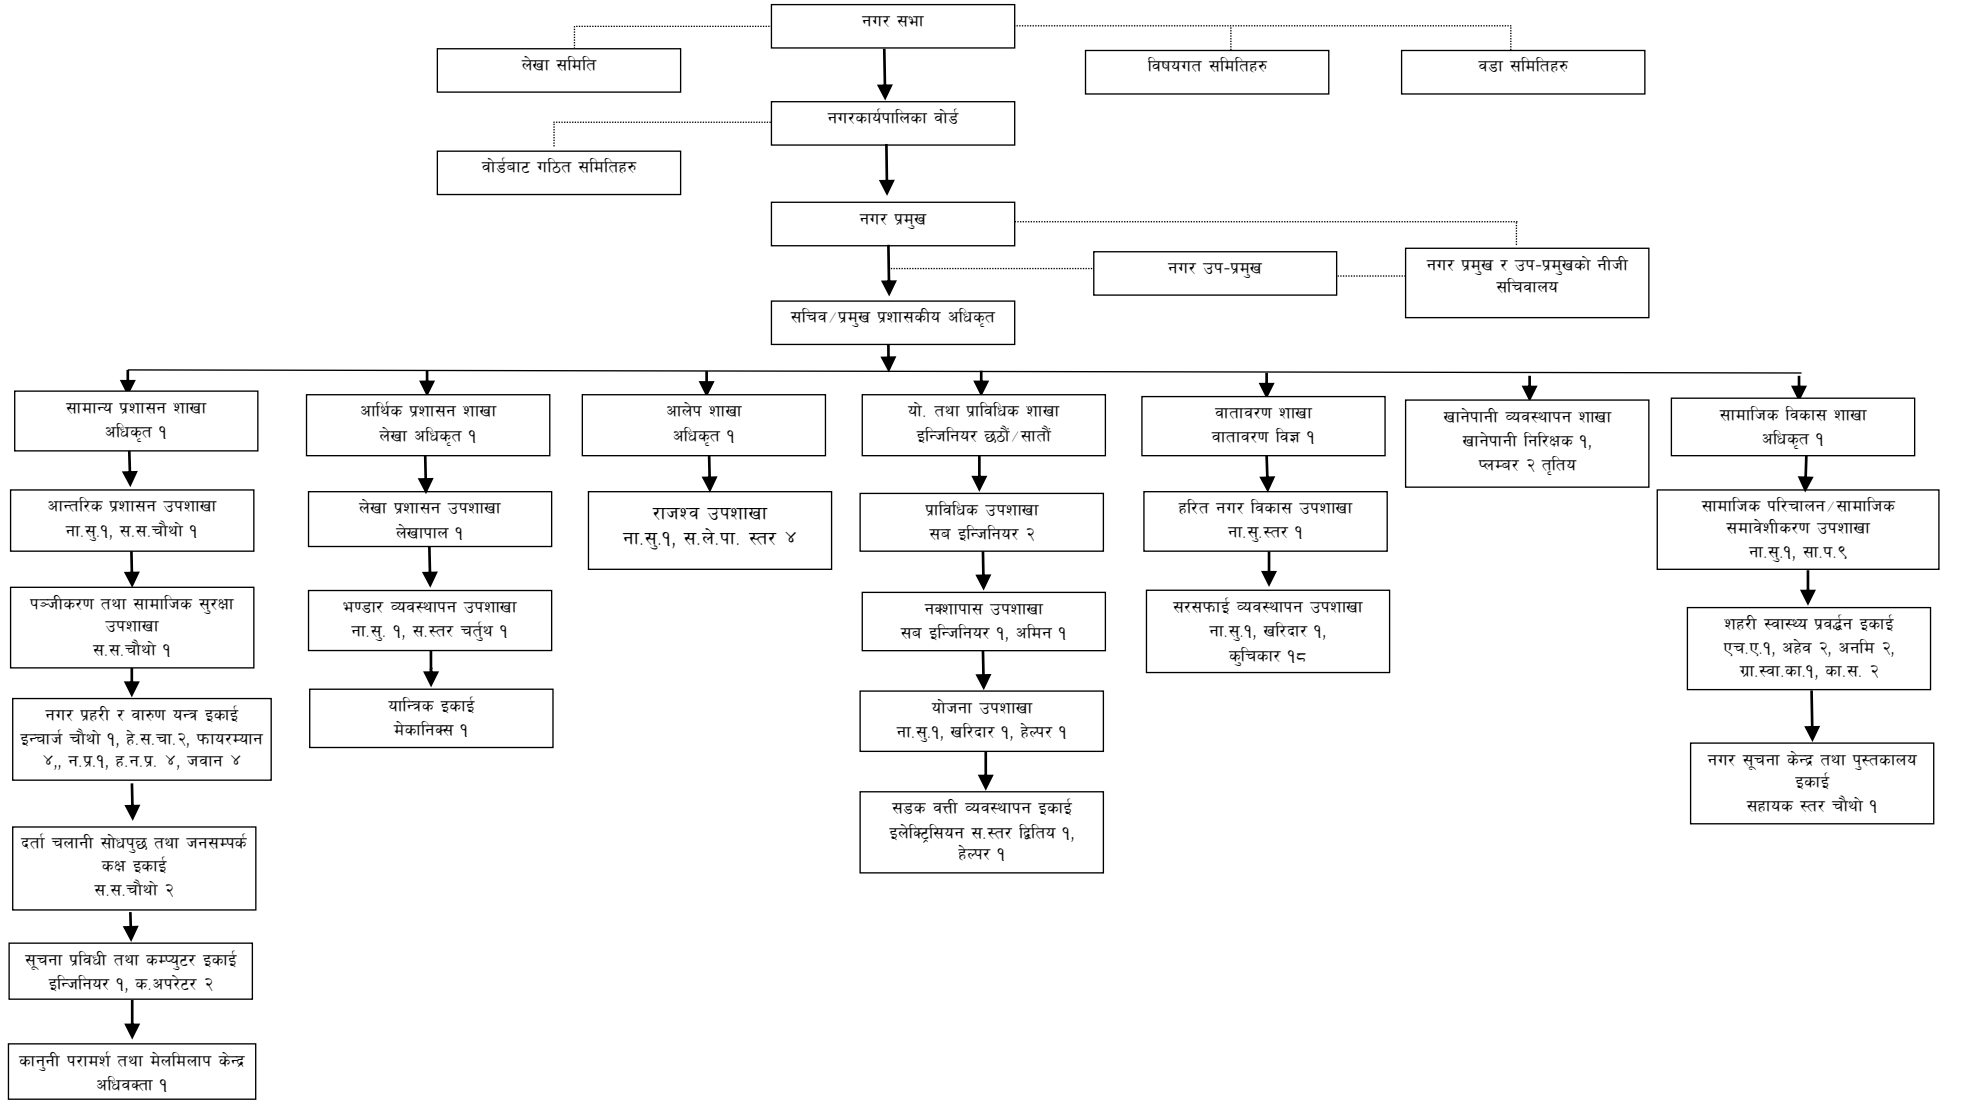 नगर सभा
लेखा समिति
विषयगत समितिहरु
वडा समितिहरु
नगरकार्यपालिका वोर्ड
वोर्डबाट गठित समितिहरु
नगर प्रमुख
नगर उप-प्रमुख
नगर प्रमुख र उप-प्रमुखको नीजी
सचिवालय
सचिव/प्रमुख प्रशासकीय अधिकृत
सामान्य प्रशासन शाखा
अधिकृत १
आन्तरिक प्रशासन उपशाखा
ना.सु.१, स.स.चौथो १
पञ्जीकरण तथा सामाजिक सुरक्षा
उपशाखा
स.स.चौथो १
नगर प्रहरी र वारुण यन्त्र इकाई
इन्चार्ज चौथो १, हे.स.चा.२, फायरम्यान
४,, न.प्र.१, ह.न.प्र. ४, जवान ४
दर्ता चलानी सोधपुछ तथा जनसम्पर्क
कक्ष इकाई
स.स.चौथो २
सूचना प्रविधी तथा कम्प्युटर इकाई
इन्जिनियर १, क.अपरेटर २
कानुनी परामर्श तथा मेलमिलाप केन्द्र
अधिवक्ता १
आर्थिक प्रशासन शाखा
लेखा अधिकृत १
लेखा प्रशासन उपशाखा
लेखापाल १
भण्डार व्यवस्थापन उपशाखा
ना.सु. १, स.स्तर चर्तुथ १
यान्त्रिक इकाई
मेकानिक्स १
आलेप शाखा
अधिकृत १
राजश्व उपशाखा
ना.सु.१, स.ले.पा. स्तर ४
यो. तथा प्राविधिक शाखा
इन्जिनियर छठौं/सातौं
प्राविधिक उपशाखा
सब इन्जिनियर २
नक्शापास उपशाखा
सब इन्जिनियर १, अमिन १
योजना उपशाखा
ना.सु.१, खरिदार १, हेल्पर १
सडक वत्ती व्यवस्थापन इकाई
इलेक्ट्रिसियन स.स्तर द्वितिय १,
हेल्पर १
वातावरण शाखा
वातावरण विज्ञ १
हरित नगर विकास उपशाखा
ना.सु.स्तर १
सरसफाई व्यवस्थापन उपशाखा
ना.सु.१, खरिदार १,
कुचिकार १८
खानेपानी व्यवस्थापन शाखा
खानेपानी निरिक्षक १,
प्लम्बर २ तृतिय
सामाजिक विकास शाखा
अधिकृत १
सामाजिक परिचालन/सामाजिक
समावेशीकरण उपशाखा
ना.सु.१, सा.प.९
शहरी स्वास्थ्य प्रवर्द्धन इकाई
एच.ए.१, अहेव २, अनमि २,
ग्रा.स्वा.का.१, का.स. २
नगर सूचना केन्द्र तथा पुस्तकालय
इकाई
सहायक स्तर चौथो १